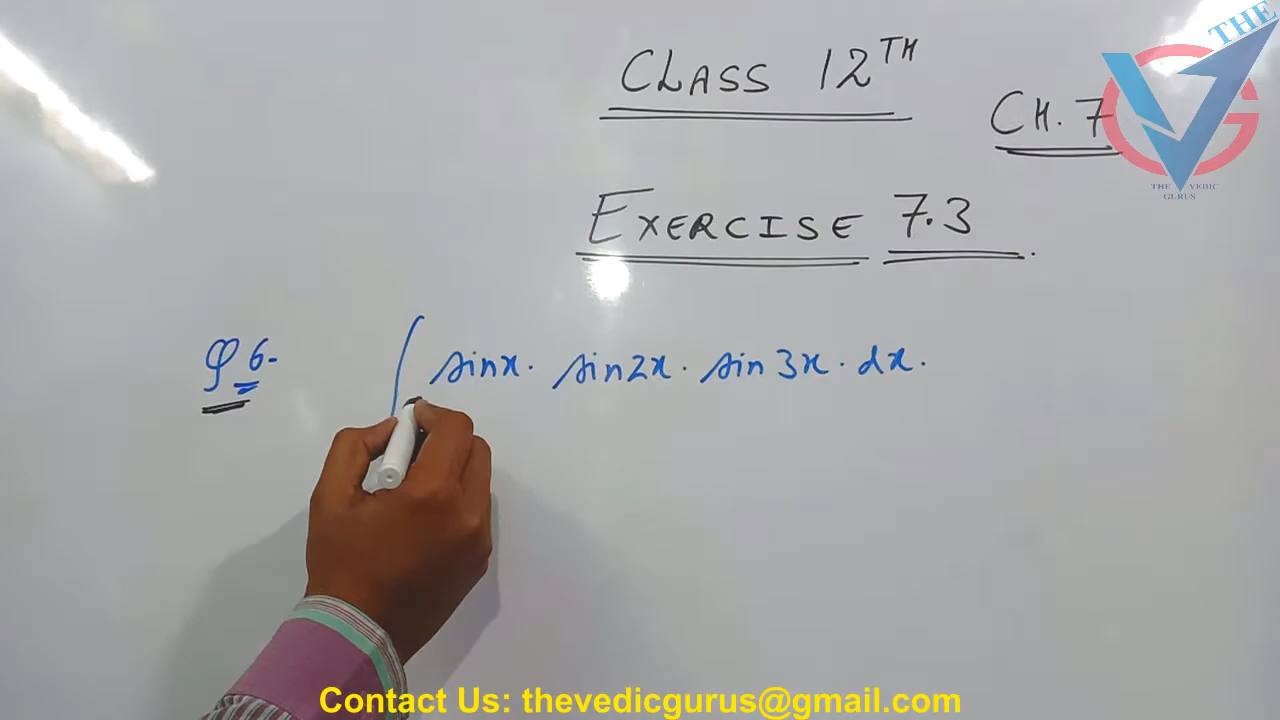 CLASS 12TH
CH. 7
EXERCISE 7.3
Q 6. ∫ sinx · sin2x · sin3x · dx.
THE
THE VEDIC
GURUS
Contact Us: thevedicgurus@gmail.com